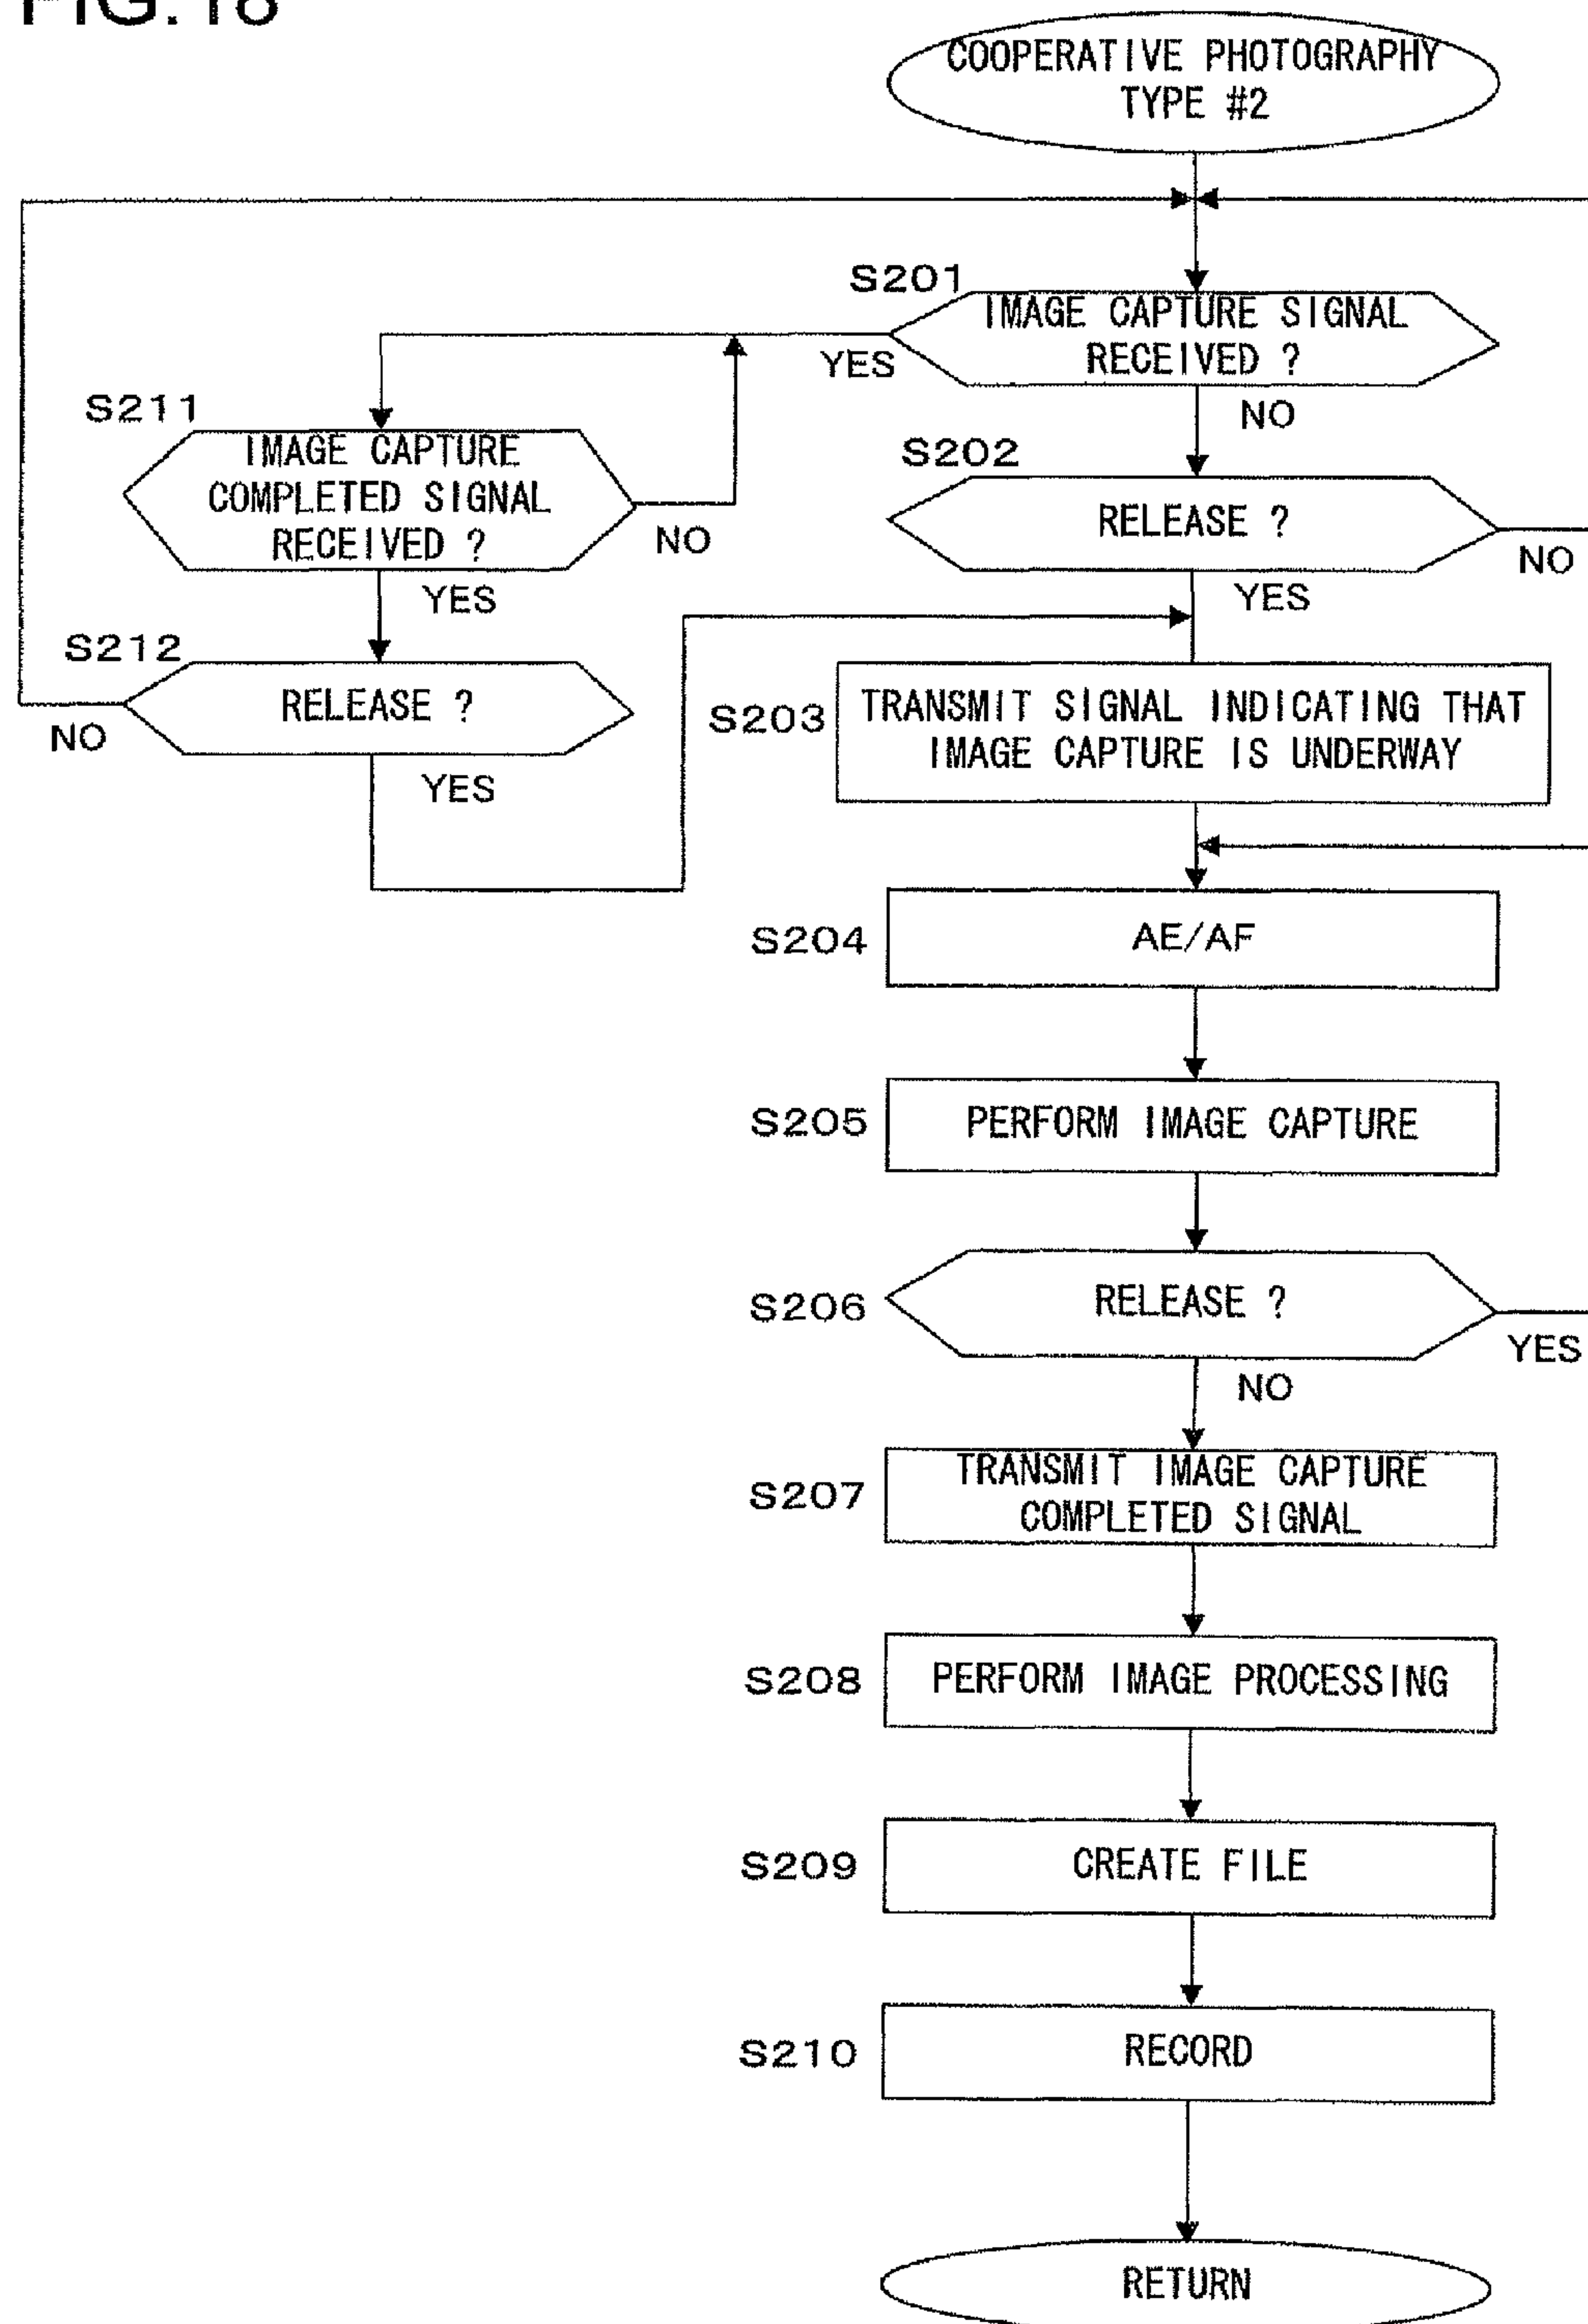 FIG. 18
COOPERATIVE PHOTOGRAPHY
TYPE #2
S201
IMAGE CAPTURE SIGNAL
RECEIVED ?
YES
NO
S211
IMAGE CAPTURE
COMPLETED SIGNAL
RECEIVED ?
NO
YES
S202
RELEASE ?
NO
YES
S212
RELEASE ?
NO
YES
S203
TRANSMIT SIGNAL INDICATING THAT
IMAGE CAPTURE IS UNDERWAY
S204
AE/AF
S205
PERFORM IMAGE CAPTURE
S206
RELEASE ?
YES
NO
S207
TRANSMIT IMAGE CAPTURE
COMPLETED SIGNAL
S208
PERFORM IMAGE PROCESSING
S209
CREATE FILE
S210
RECORD
RETURN